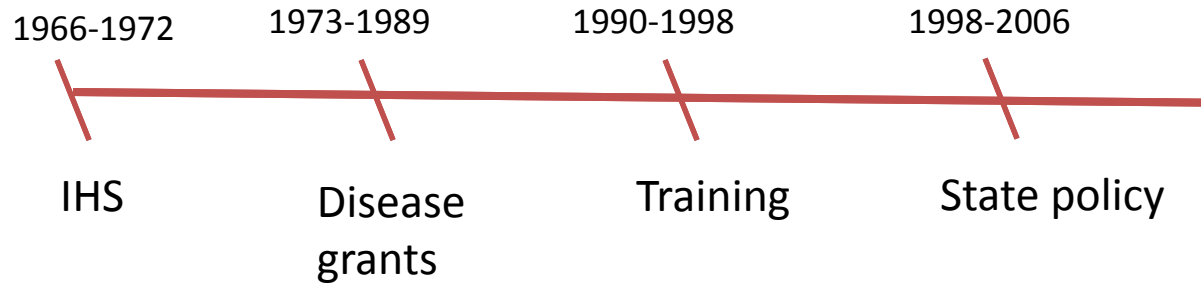 1966-1972
1973-1989
1990-1998
1998-2006
IHS
Disease
grants
Training
State policy